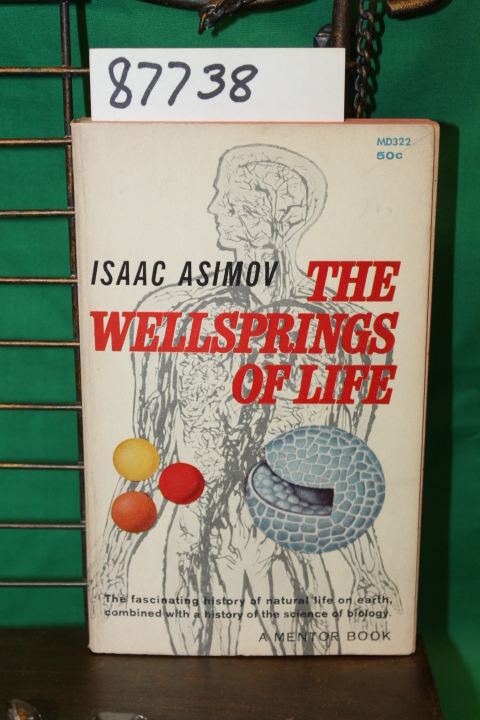 87738
MD322
50c
ISAAC ASIMOV THE
WELLSPRINGS
OF LIFE
The fascinating history of natural life on earth,
combined with a history of the science of biology.
A MENTOR BOOK